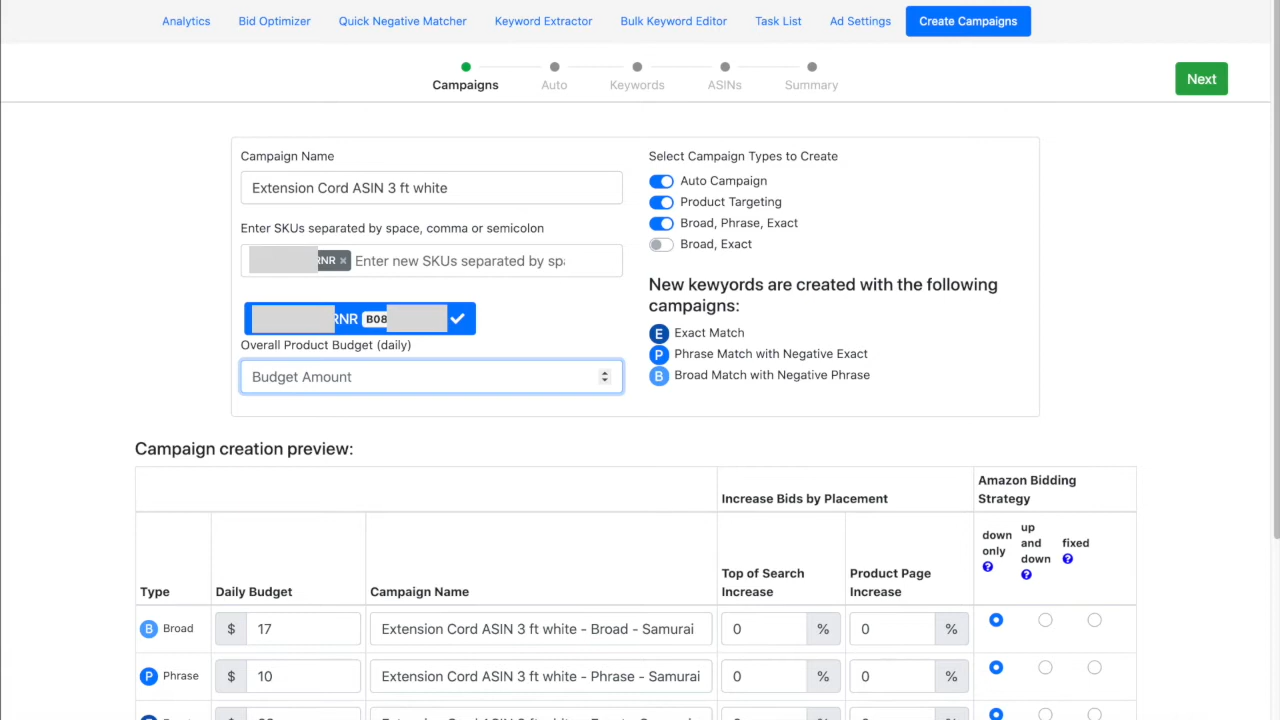 Analytics Bid Optimizer Quick Negative Matcher Keyword Extractor Bulk Keyword Editor Task List Ad Settings Create Campaigns
Campaigns Auto Keywords ASINs Summary
Next
Campaign Name
Extension Cord ASIN 3 ft white
Enter SKUs separated by space, comma or semicolon
RNR × Enter new SKUs separated by spa
RNR B08
Overall Product Budget (daily)
Budget Amount
Select Campaign Types to Create
Auto Campaign
Product Targeting
Broad, Phrase, Exact
Broad, Exact
New kewyords are created with the following
campaigns:
E Exact Match
P Phrase Match with Negative Exact
B Broad Match with Negative Phrase
Campaign creation preview:
Increase Bids by Placement
Amazon Bidding
Strategy
Type
Daily Budget
Campaign Name
Top of Search
Increase
Product Page
Increase
down
only
?
up
and
down
?
fixed
?
B Broad $ 17 Extension Cord ASIN 3 ft white - Broad - Samurai 0 % 0 %
P Phrase $ 10 Extension Cord ASIN 3 ft white - Phrase - Samurai 0 % 0 %